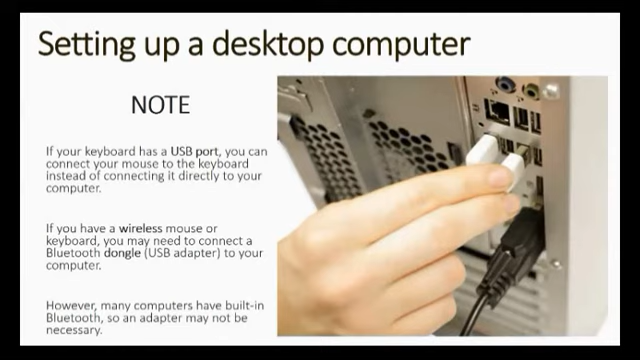 Setting up a desktop computer
NOTE
If your keyboard has a USB port, you can
connect your mouse to the keyboard
instead of connecting it directly to your
computer.
If you have a wireless mouse or
keyboard, you may need to connect a
Bluetooth dongle (USB adapter) to your
computer.
However, many computers have built-in
Bluetooth, so an adapter may not be
necessary.